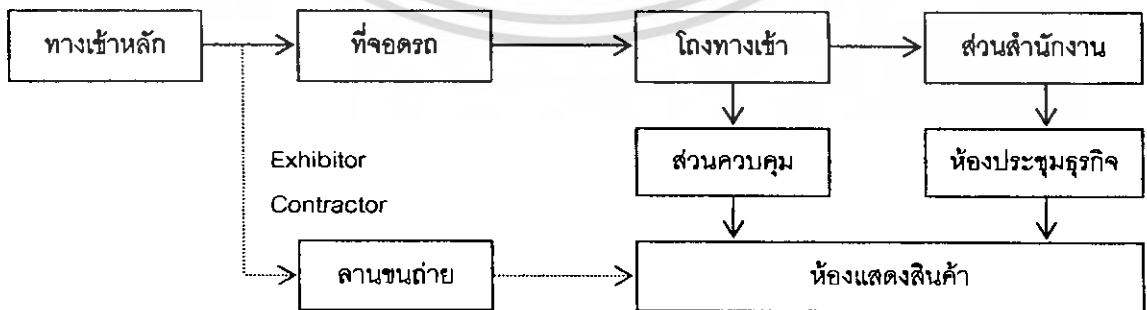 ทางเข้าหลัก
ที่จอดรถ
โถงทางเข้า
ส่วนสำนักงาน
Exhibitor
Contractor
ส่วนควบคุม
ห้องประชุมธุรกิจ
ลานขนถ่าย
ห้องแสดงสินค้า